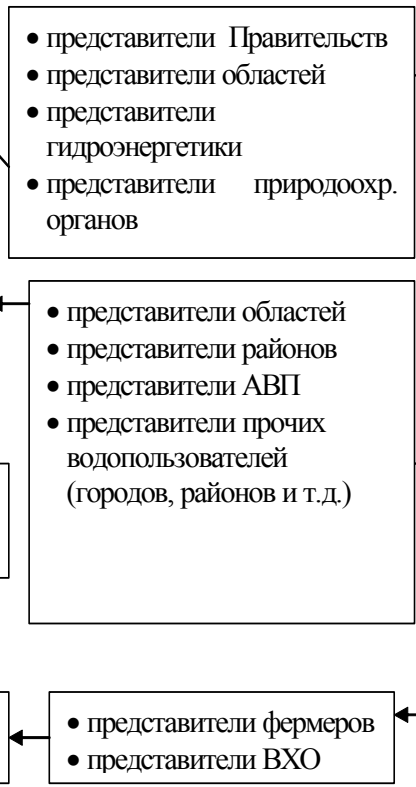 • представители Правительств
• представители областей
• представители
гидроэнергетики
• представители природоохр.
органов
• представители областей
• представители районов
• представители АВП
• представители прочих
водопользователей
(городов, районов и т.д.)
• представители фермеров
• представители ВХО